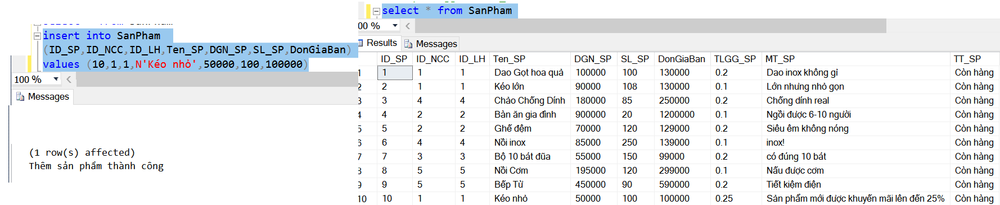 insert into SanPham
(ID_SP,ID_NCC,ID_LH,Ten_SP,DGN_SP,SL_SP,DonGiaBan)
values (10,1,1,N'Kéo nhỏ',50000,100,100000)
100 %
Messages
(1 row(s) affected)
Thêm sản phẩm thành công
select * from SanPham
00 %
Results Messages
ID_SP ID_NCC ID_LH Ten_SP DGN_SP SL_SP DonGiaBan TLGG_SP MT_SP TT_SP
1 1 1 1 Dao Gọt hoa quả 100000 100 130000 0.2 Dao inox không gỉ Còn hàng
2 2 1 1 Kéo lớn 90000 108 130000 0.1 Lớn nhưng nhỏ gọn Còn hàng
3 3 4 4 Chảo Chống Dính 180000 85 250000 0.2 Chống dính real Còn hàng
4 4 2 2 Bàn ăn gia đình 900000 20 1200000 0.1 Ngồi được 6-10 người Còn hàng
5 5 2 2 Ghế đệm 70000 120 129000 0.2 Siêu êm không nóng Còn hàng
6 6 4 4 Nồi inox 85000 250 139000 0.1 inox! Còn hàng
7 7 3 3 Bộ 10 bát đũa 55000 150 99000 0.2 có đúng 10 bát Còn hàng
8 8 5 5 Nồi Cơm 195000 120 299000 0.1 Nấu được cơm Còn hàng
9 9 5 5 Bếp Từ 450000 90 590000 0.2 Tiết kiệm điện Còn hàng
10 10 1 1 Kéo nhỏ 50000 100 100000 0.25 Sản phẩm mới được khuyến mãi lên đến 25% Còn hàng